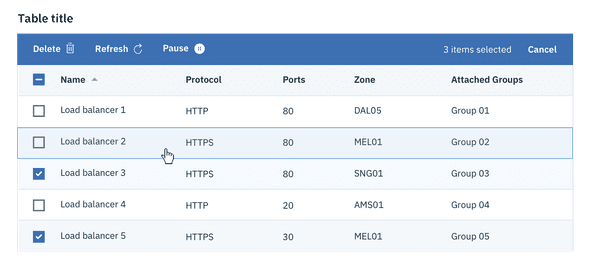 Table title
Delete Refresh Pause 3 items selected Cancel
Name Protocol Ports Zone Attached Groups
Load balancer 1 HTTP 80 DAL05 Group 01
Load balancer 2 HTTPS 80 MEL01 Group 02
Load balancer 3 HTTPS 80 SNG01 Group 03
Load balancer 4 HTTP 20 AMS01 Group 04
Load balancer 5 HTTPS 30 MEL01 Group 05